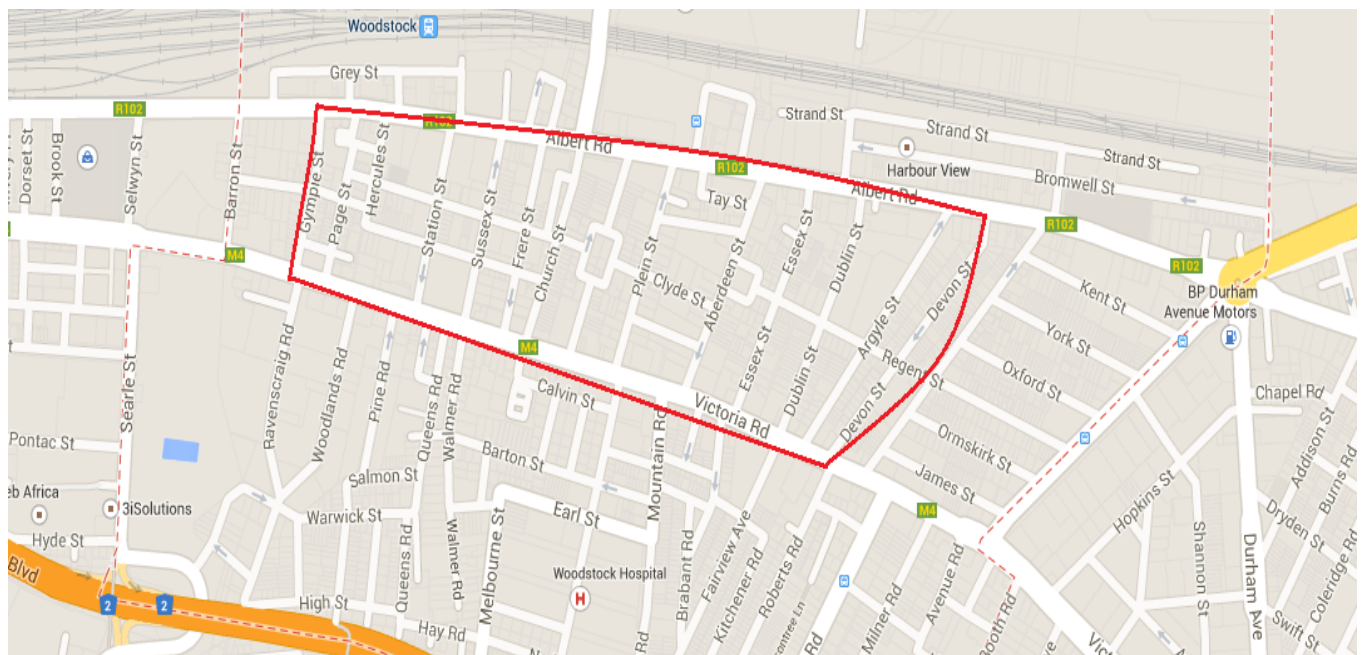 Woodstock
Grey St
R102
R102
Albert Rd
R102
Strand St
Strand St
Strand St
Harbour View
Bromwell St
Albert Rd
R102
R102
Dorset St
Brook St
Selwyn St
Barron St
Gympie St
Page St
Hercules St
Station St
Sussex St
Frere St
Church St
Plein St
Tay St
Aberdeen St
Essex St
Dublin St
Clyde St
Argyle St
Devon St
Kent St
BP Durham
Avenue Motors
York St
Oxford St
Regent St
Essex St
Dublin St
Devon St
Ormskirk St
James St
M4
M4
M4
Victoria Rd
Calvin St
Searle St
Ravenscraig Rd
Woodlands Rd
Pine Rd
Queens Rd
Walmer Rd
Mountain Rd
Chapel Rd
Addison St
Burns Rd
Pontac St
Salmon St
Barton St
Hopkins St
Shannon St
Dryden St
Coleridge Rd
3iSolutions
Warwick St
Earl St
Hyde St
Melbourne St
Walmer Rd
Queens Rd
Brabant Rd
Fairview Ave
Kitchener Rd
Roberts Rd
Woodstock Hospital
Blvd
2
2
High St
Hay Rd
Rd
Milner Rd
Avenue Rd
Booth Rd
Durham Ave
Swift St